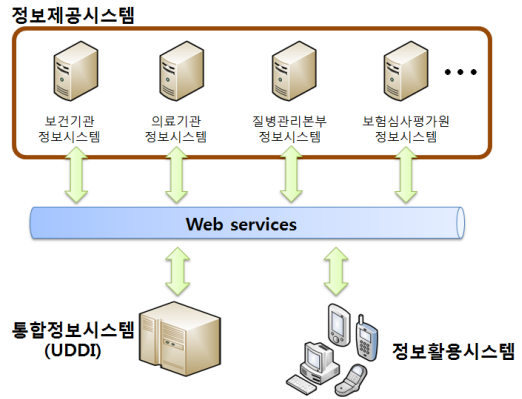 정보제공시스템
보건기관
정보시스템
의료기관
정보시스템
질병관리본부
정보시스템
보험심사평가원
정보시스템
•••
Web services
통합정보시스템
(UDDI)
정보활용시스템